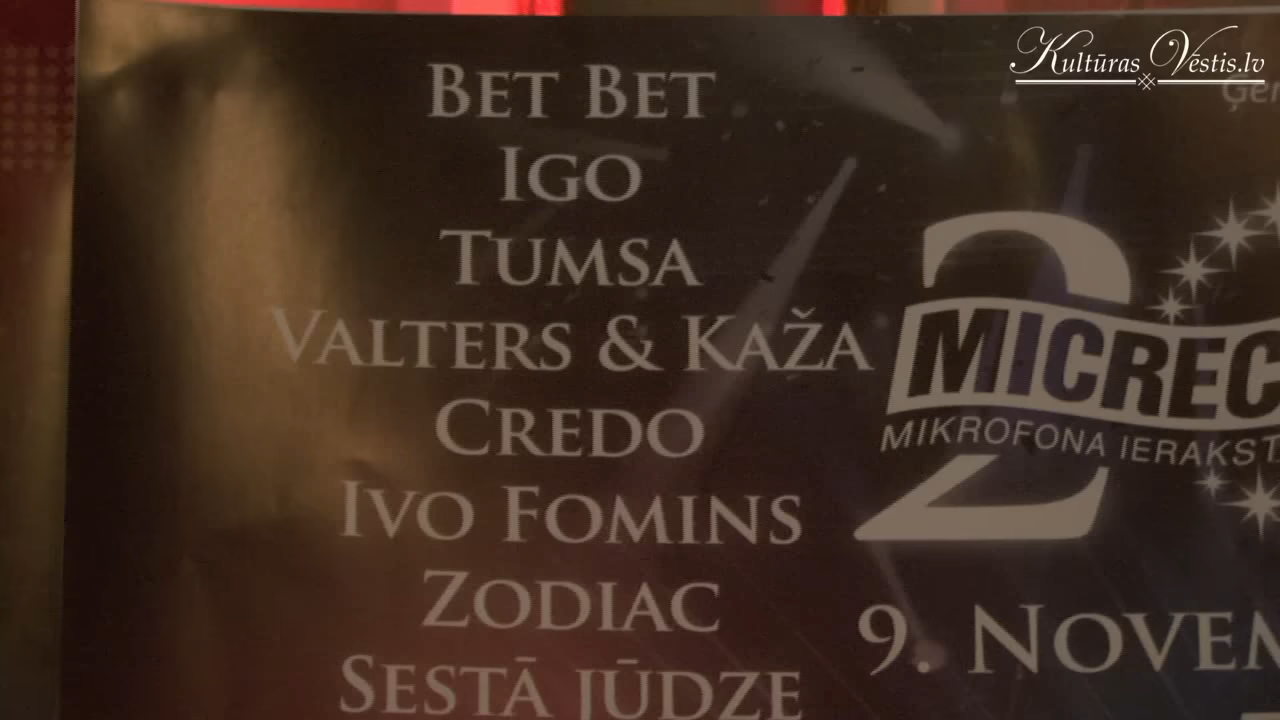 Kultūras Vēstis.lv
BET BET
IGO
TUMSA
VALTERS & KAŽA
CREDO
IVO FOMINS
ZODIAC
SESTĀ JŪDZE
2
MICREC
MIKROFONA IERAKST
9. NOVEM